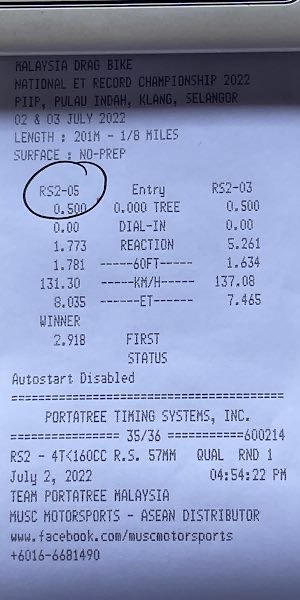 MALAYSIA DRAG BIKE
NATIONAL ET RECORD CHAMPIONSHIP 2022
PIIP, PULAU INDAH, KLANG, SELANGOR
02 & 03 JULY 2022
LENGTH : 201M - 1/8 MILES
SURFACE : NO-PREP
RS2-05 Entry RS2-03
0.500 0.000 TREE 0.500
0.00 DIAL-IN 0.00
1.773 REACTION 5.261
1.781 -----60FT----- 1.634
131.30 -----KM/H----- 137.08
8.035 ------ET------ 7.465
WINNER
2.918 FIRST
STATUS
Autostart Disabled
========================================
PORTATREE TIMING SYSTEMS, INC.
================ 35/36 ===========600214
RS2 - 4T<160CC R.S. 57MM QUAL RND 1
July 2, 2022 04:54:22 PM
TEAM PORTATREE MALAYSIA
MUSC MOTORSPORTS - ASEAN DISTRIBUTOR
www.facebook.com/muscmotorsports
+6016-6681490